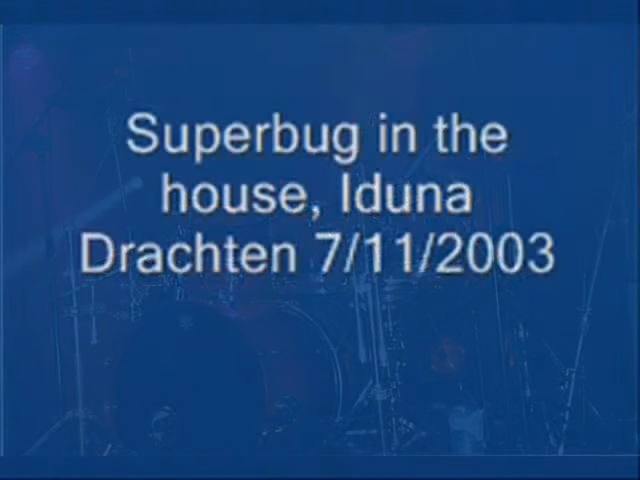 Superbug in the
house, Iduna
Drachten 7/11/2003